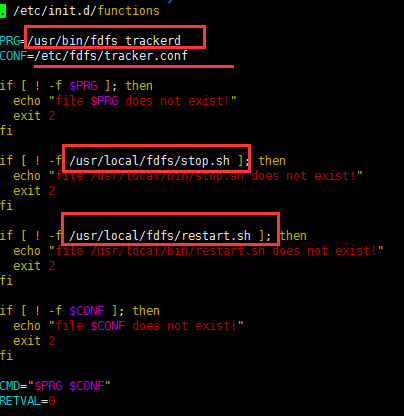 . /etc/init.d/functions
PRG=/usr/bin/fdfs_trackerd
CONF=/etc/fdfs/tracker.conf
if [ ! -f $PRG ]; then
  echo "file $PRG does not exist!"
  exit 2
fi
if [ ! -f /usr/local/fdfs/stop.sh ]; then
  echo "file /usr/local/bin/stop.sh does not exist!"
  exit 2
fi
if [ ! -f /usr/local/fdfs/restart.sh ]; then
  echo "file /usr/local/bin/restart.sh does not exist!"
  exit 2
fi
if [ ! -f $CONF ]; then
  echo "file $CONF does not exist!"
  exit 2
fi
CMD="$PRG $CONF"
RETVAL=0